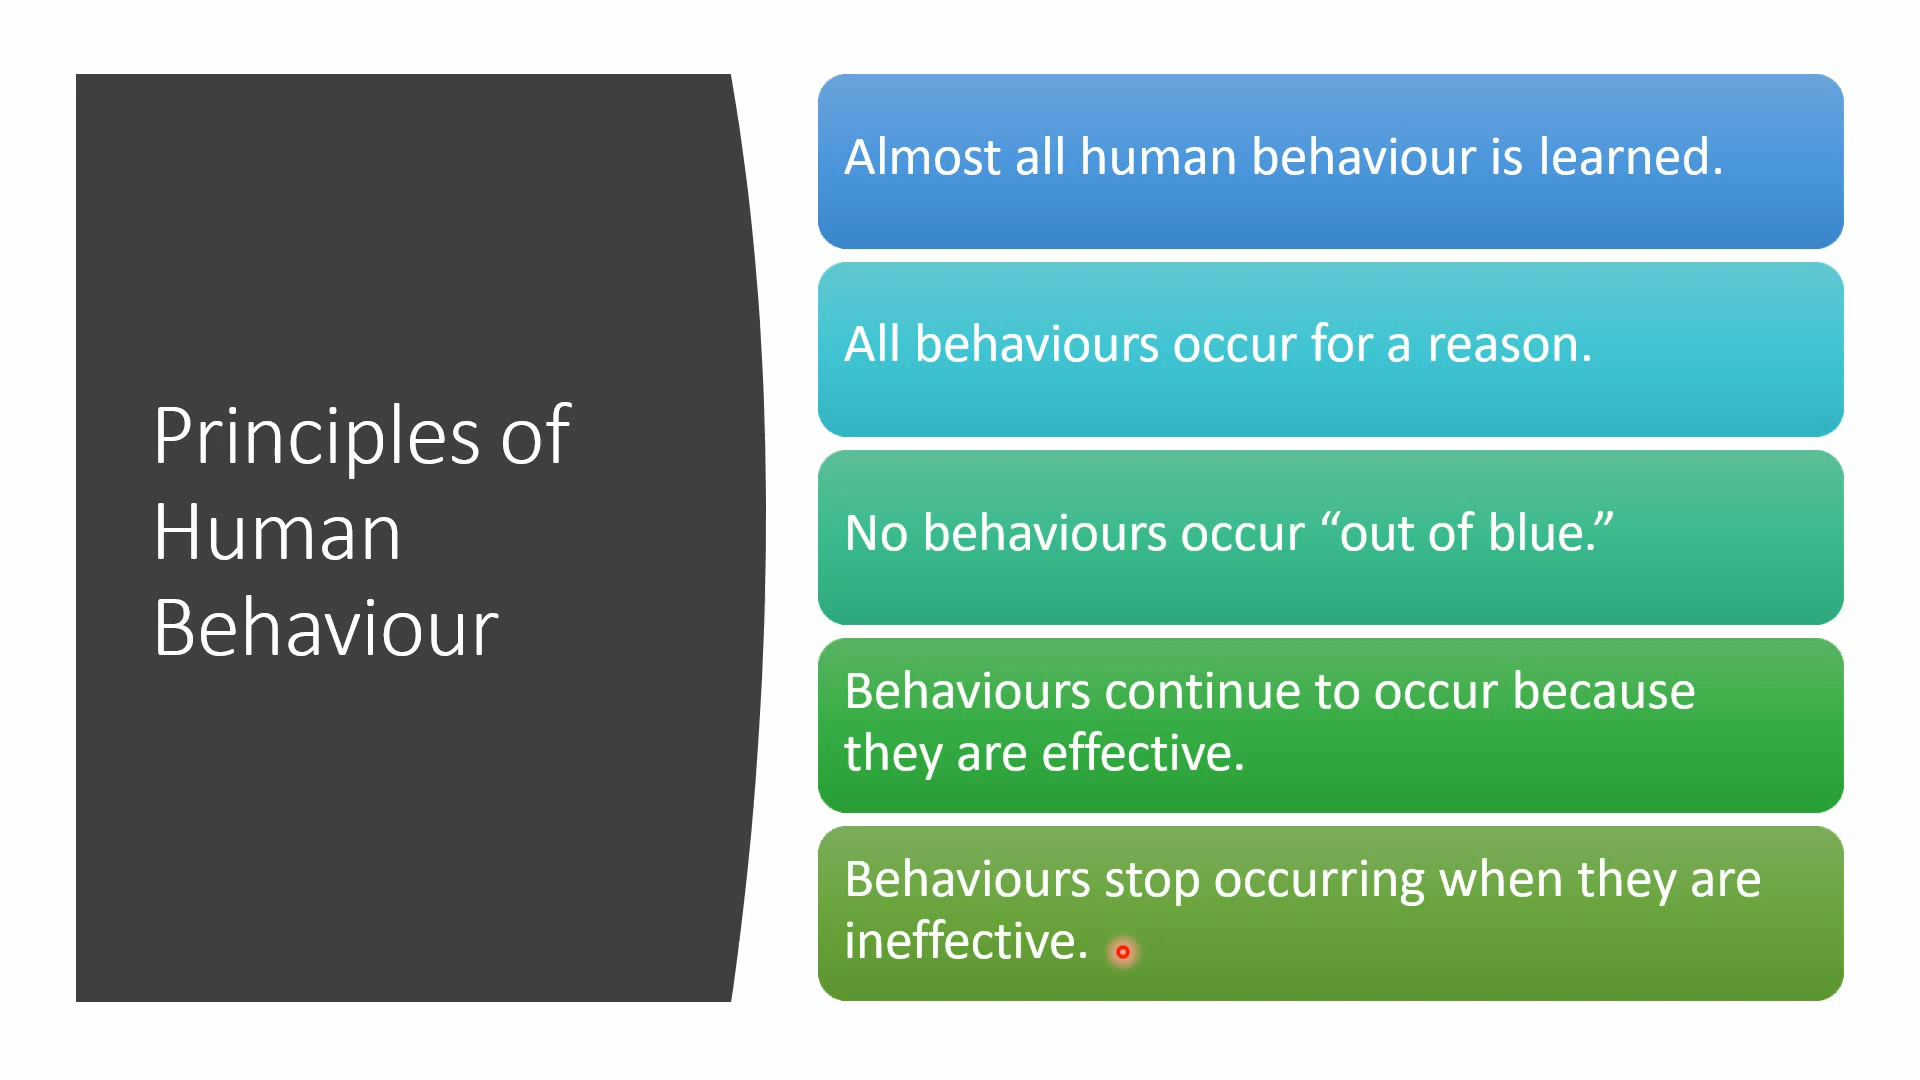 Principles of
Human
Behaviour
Almost all human behaviour is learned.
All behaviours occur for a reason.
No behaviours occur “out of blue.”
Behaviours continue to occur because
they are effective.
Behaviours stop occurring when they are
ineffective.